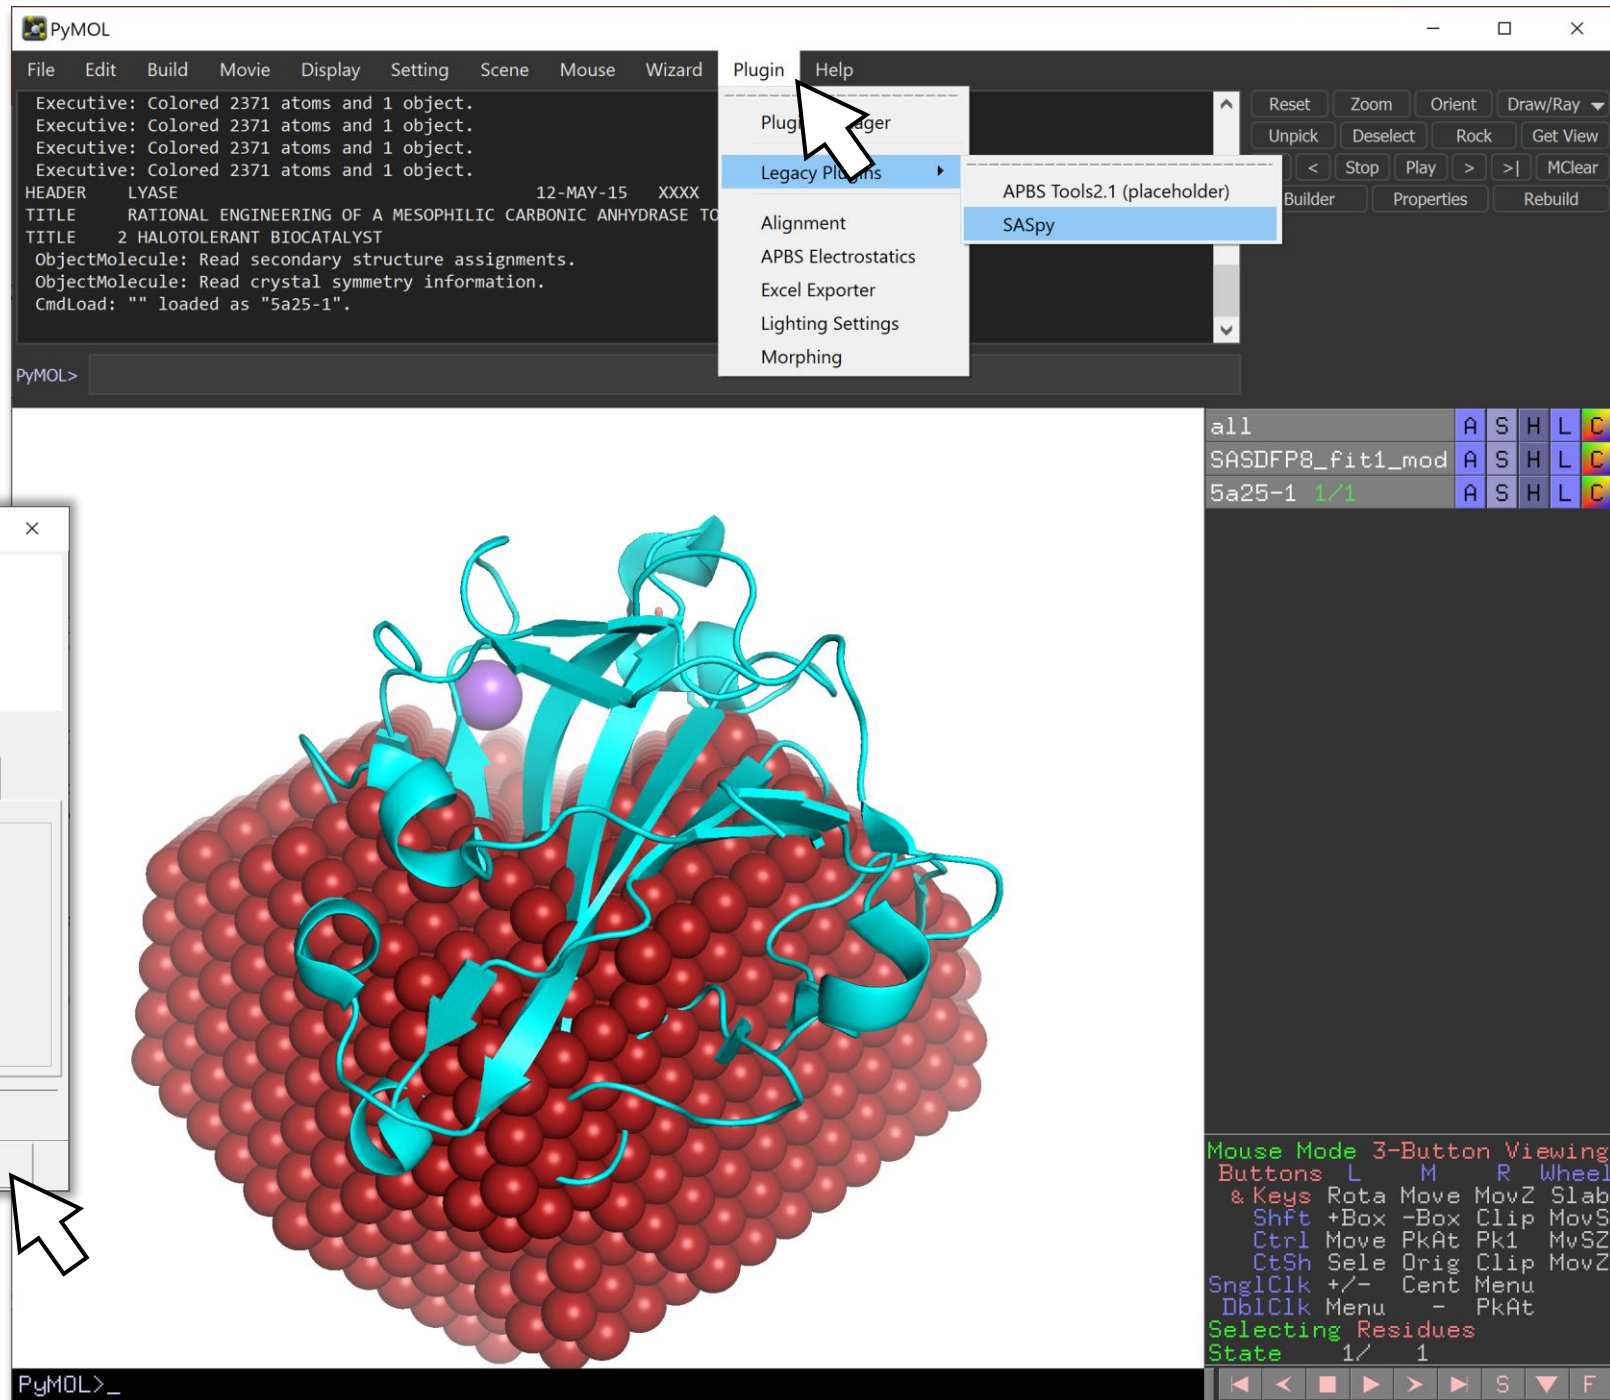 PyMOL
File Edit Build Movie Display Setting Scene Mouse Wizard Plugin Help
Executive: Colored 2371 atoms and 1 object.
Executive: Colored 2371 atoms and 1 object.
Executive: Colored 2371 atoms and 1 object.
Executive: Colored 2371 atoms and 1 object.
HEADER LYASE 12-MAY-15 XXXX
TITLE RATIONAL ENGINEERING OF A MESOPHILIC CARBONIC ANHYDRASE TO
TITLE 2 HALOTOLERANT BIOCATALYST
ObjectMolecule: Read secondary structure assignments.
ObjectMolecule: Read crystal symmetry information.
CmdLoad: "" loaded as "5a25-1".
PyMOL>
Legacy Plugins
Alignment
APBS Electrostatics
Excel Exporter
Lighting Settings
Morphing
APBS Tools2.1 (placeholder)
SASpy
Reset Zoom Orient Draw/Ray
Unpick Deselect Rock Get View
< Stop Play > >| MClear
Builder Properties Rebuild
all A S H L C
SASDFP8_fit1_mod A S H L C
5a25-1 1/1 A S H L C
Mouse Mode 3-Button Viewing
Buttons L M R Wheel
& Keys Rota Move MovZ Slab
Shft +Box -Box Clip MovS
Ctrl Move PkAt Pk1 MvSZ
CtSh Sele Orig Clip MovZ
SnglClk +/- Cent Menu
DblClk Menu - PkAt
Selecting Residues
State 1/ 1
PyMOL>_
S F